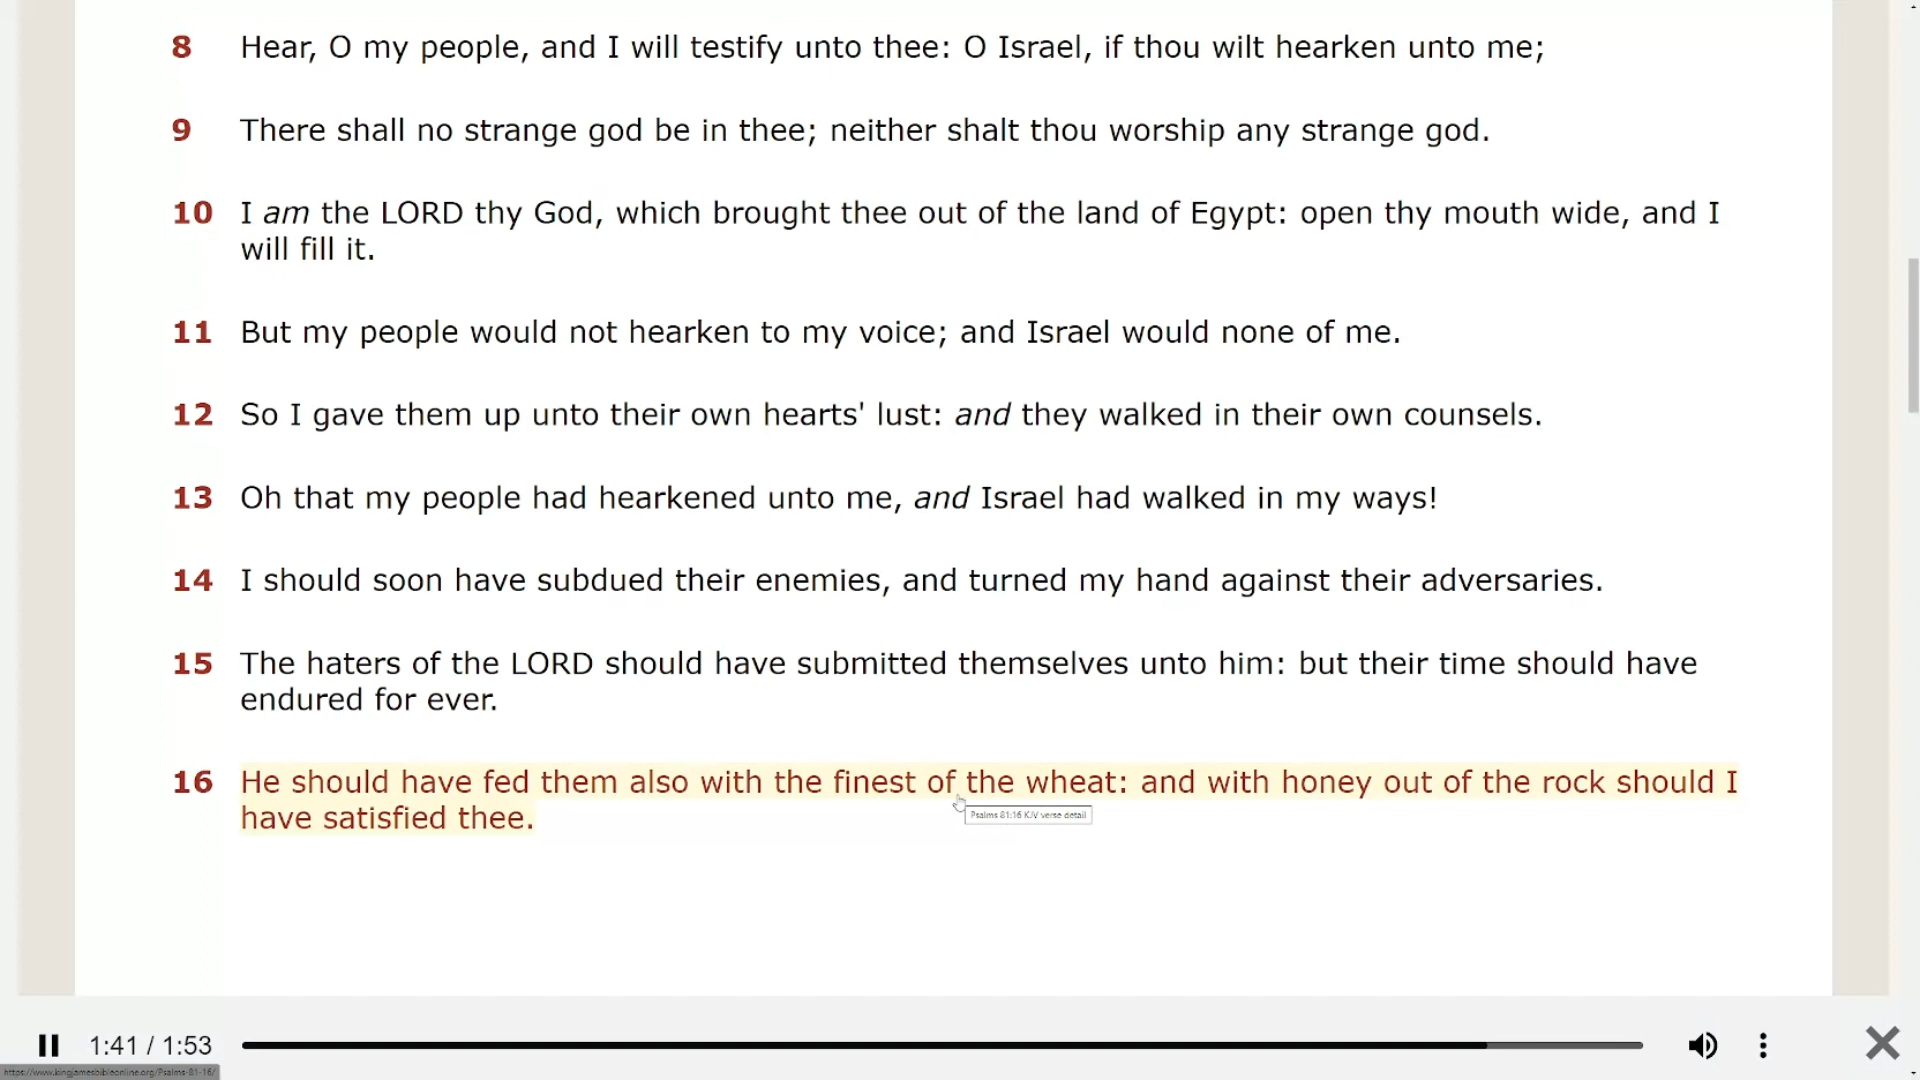 8 Hear, O my people, and I will testify unto thee: O Israel, if thou wilt hearken unto me;
9 There shall no strange god be in thee; neither shalt thou worship any strange god.
10 I am the LORD thy God, which brought thee out of the land of Egypt: open thy mouth wide, and I
will fill it.
11 But my people would not hearken to my voice; and Israel would none of me.
12 So I gave them up unto their own hearts' lust: and they walked in their own counsels.
13 Oh that my people had hearkened unto me, and Israel had walked in my ways!
14 I should soon have subdued their enemies, and turned my hand against their adversaries.
15 The haters of the LORD should have submitted themselves unto him: but their time should have
endured for ever.
16 He should have fed them also with the finest of the wheat: and with honey out of the rock should I
have satisfied thee.
Psalms 81:16 KJV verse detail
1:41 / 1:53
https://www.kingjamesbibleonline.org/Psalms-81-16/